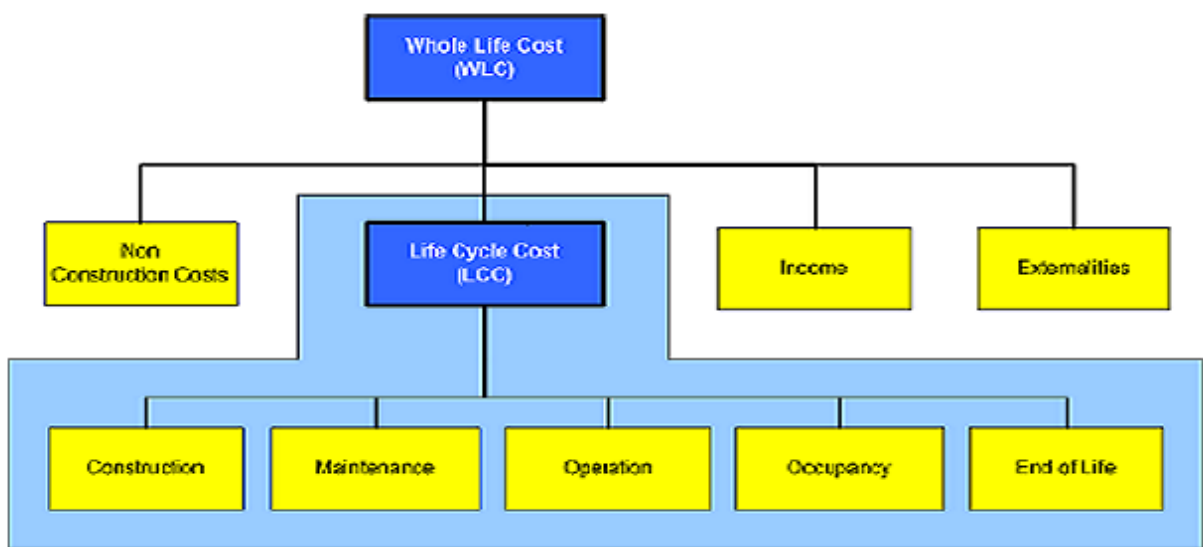 Whole Life Cost
(WLC)
Non
Construction Costs
Life Cycle Cost
(LCC)
Income
Externalities
Construction
Maintenance
Operation
Occupancy
End of Life